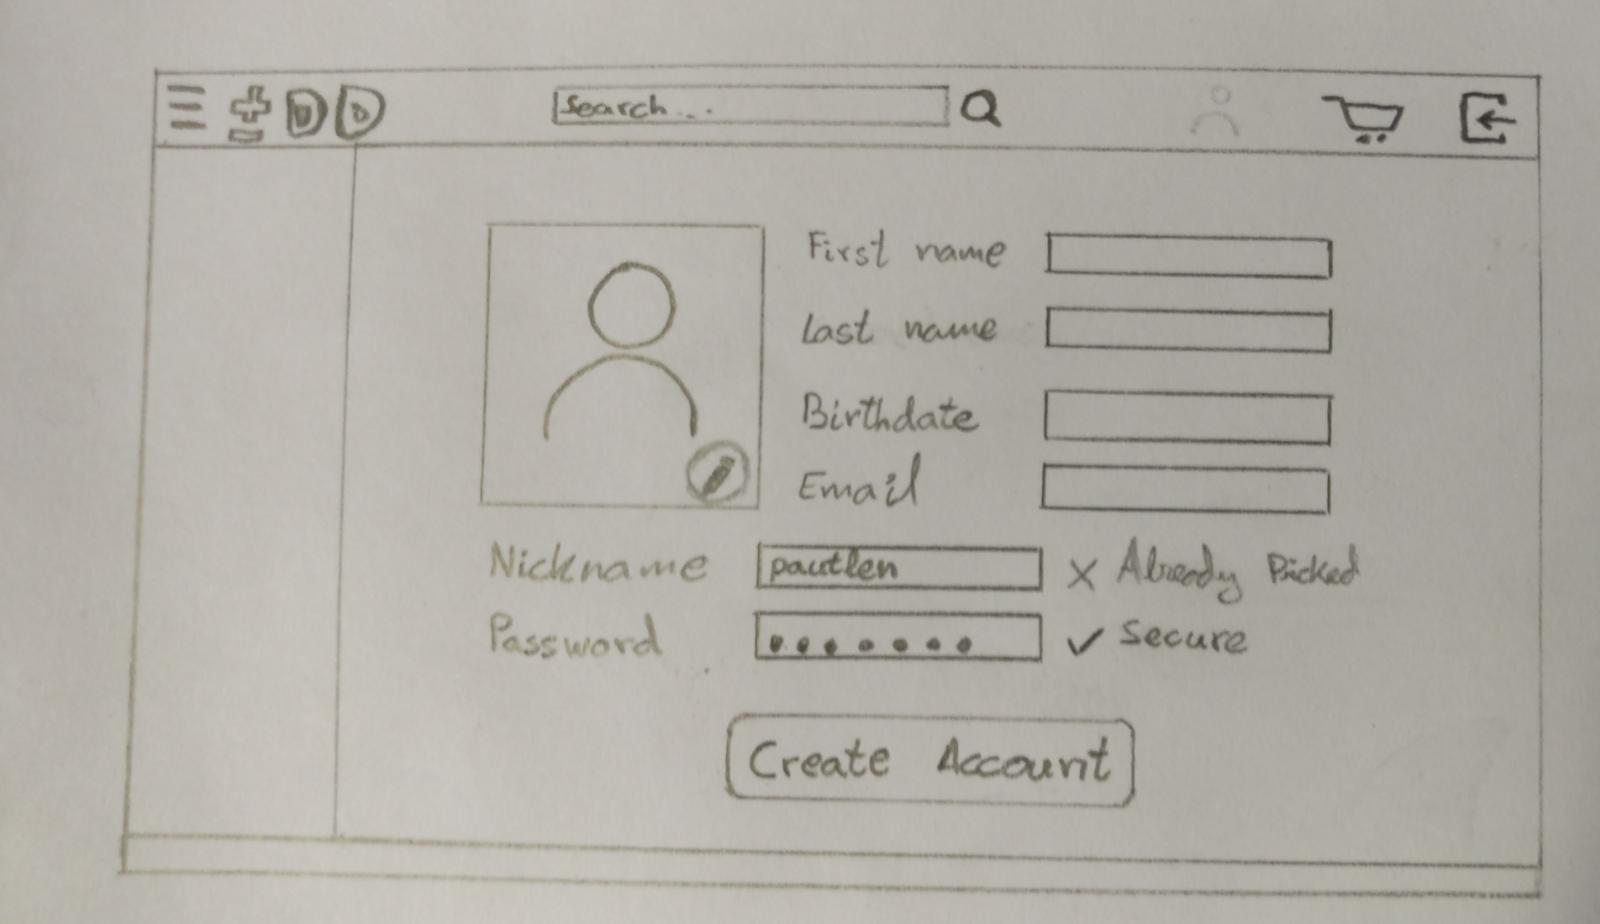 Search...
First name
Last name
Birthdate
Email
Nickname pautlen X Already Picked
Password ••••••• ✓ Secure
Create Account